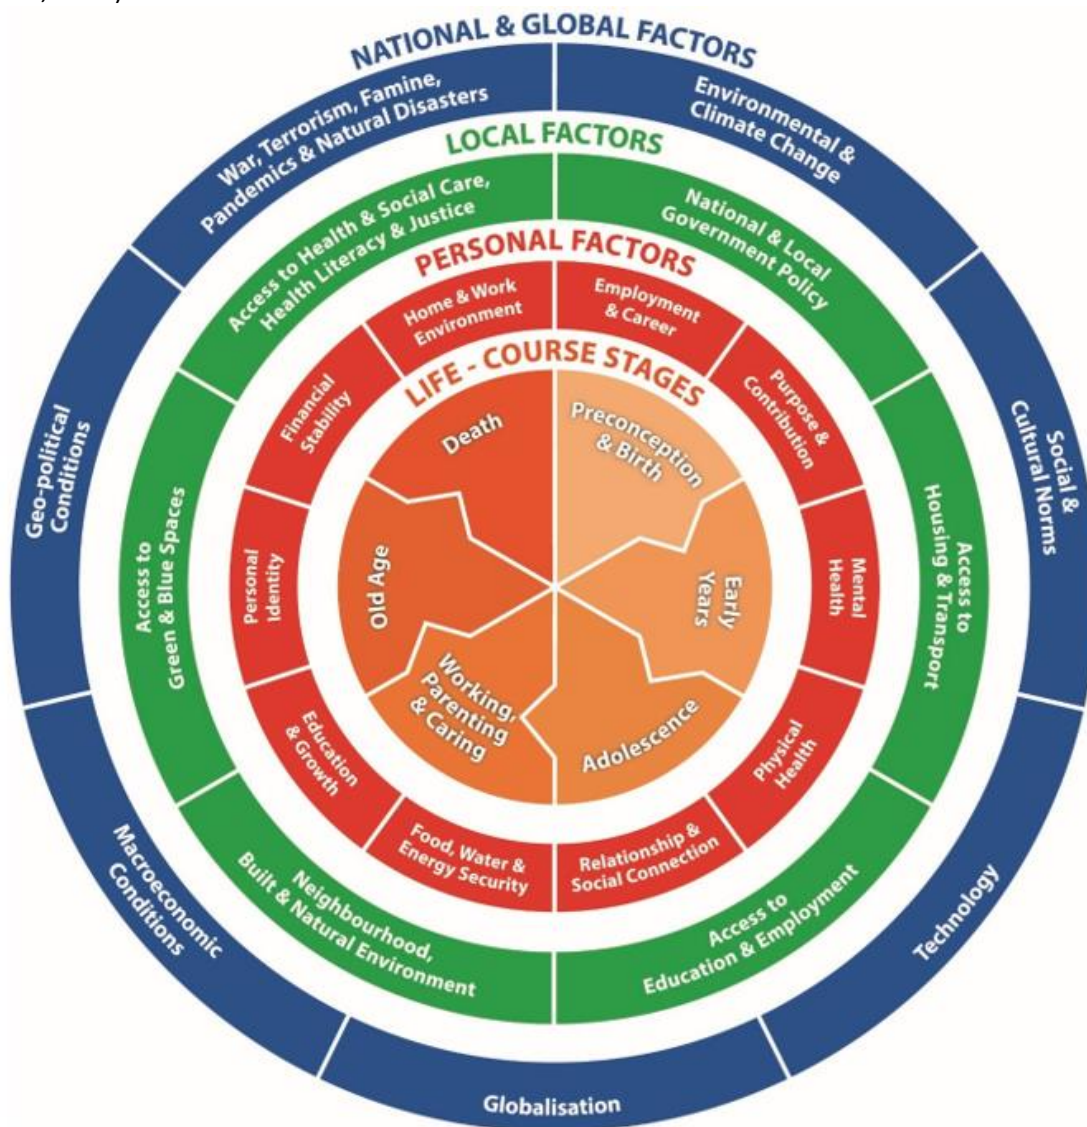 NATIONAL & GLOBAL FACTORS
War, Terrorism, Famine,
Pandemics & Natural Disasters
Environmental &
Climate Change
Social &
Cultural Norms
Technology
Globalisation
Macroeconomic
Conditions
Geo-political
Conditions
LOCAL FACTORS
Access to Health & Social Care,
Health Literacy & Justice
National & Local
Government Policy
Access to
Housing & Transport
Access to
Education & Employment
Neighbourhood,
Built & Natural Environment
Access to
Green & Blue Spaces
PERSONAL FACTORS
Home & Work
Environment
Employment
& Career
Purpose &
Contribution
Mental
Health
Physical
Health
Relationship &
Social Connection
Food, Water &
Energy Security
Education
& Growth
Personal
Identity
Financial
Stability
LIFE - COURSE STAGES
Preconception
& Birth
Early
Years
Adolescence
Working,
Parenting
& Caring
Old Age
Death